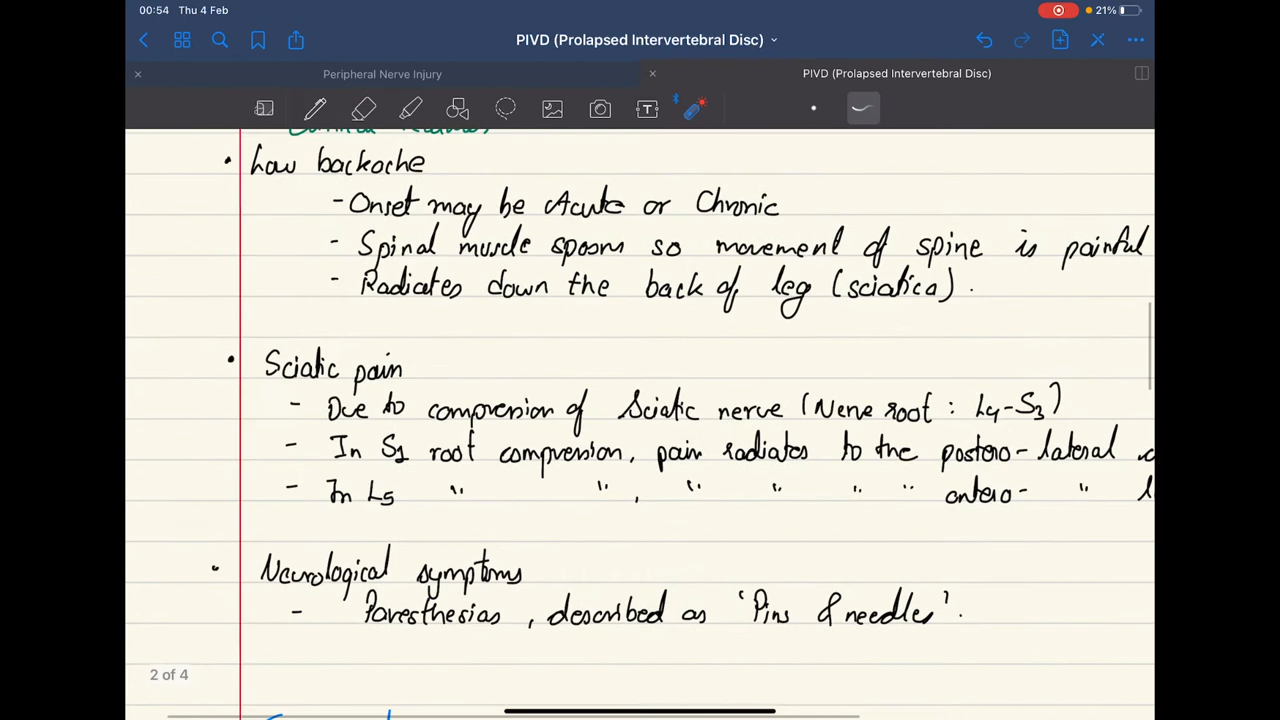 00:54 Thu 4 Feb
21%
PIVD (Prolapsed Intervertebral Disc)
Peripheral Nerve Injury
PIVD (Prolapsed Intervertebral Disc)
• Low backache
- Onset may be Acute or Chronic
- Spinal muscle spasm so movement of spine is painful
- Radiates down the back of leg (sciatica).
• Sciatic pain
- Due to compression of Sciatic nerve (Nerve root : L4-S3)
- In S1 root compression, pain radiates to the postero-lateral
- In L5 " " , " " " " antero- "
• Neurological symptoms
- Paresthesias, described as 'Pins & needles'.
2 of 4